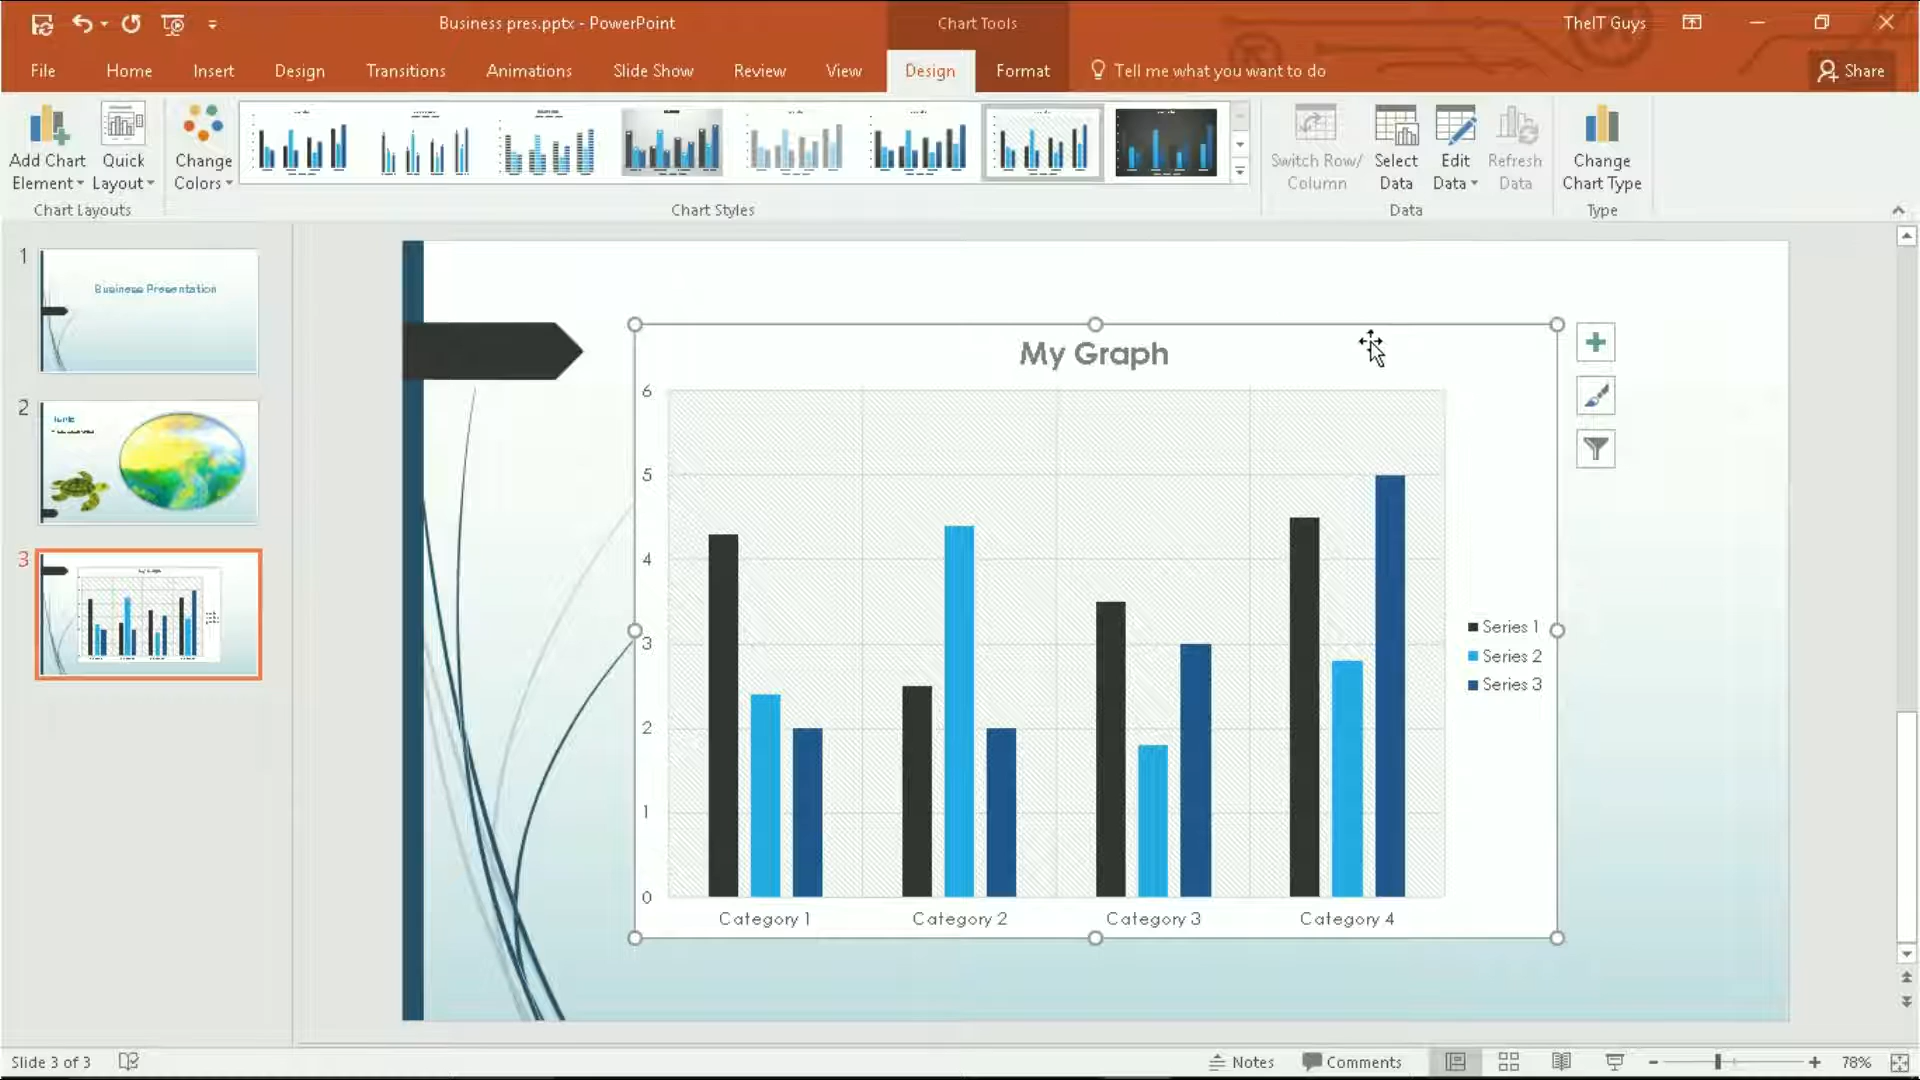 Business pres.pptx - PowerPoint
Chart Tools
TheIT Guys
File
Home
Insert
Design
Transitions
Animations
Slide Show
Review
View
Design
Format
Tell me what you want to do
Share
Add Chart
Element
Quick
Layout
Change
Colors
Switch Row/
Column
Select
Data
Edit
Data
Refresh
Data
Change
Chart Type
Chart Layouts
Chart Styles
Data
Type
1
Business Presentation
2
3
My Graph
6
5
4
3
2
1
0
Category 1
Category 2
Category 3
Category 4
Series 1
Series 2
Series 3
Slide 3 of 3
Notes
Comments
78%